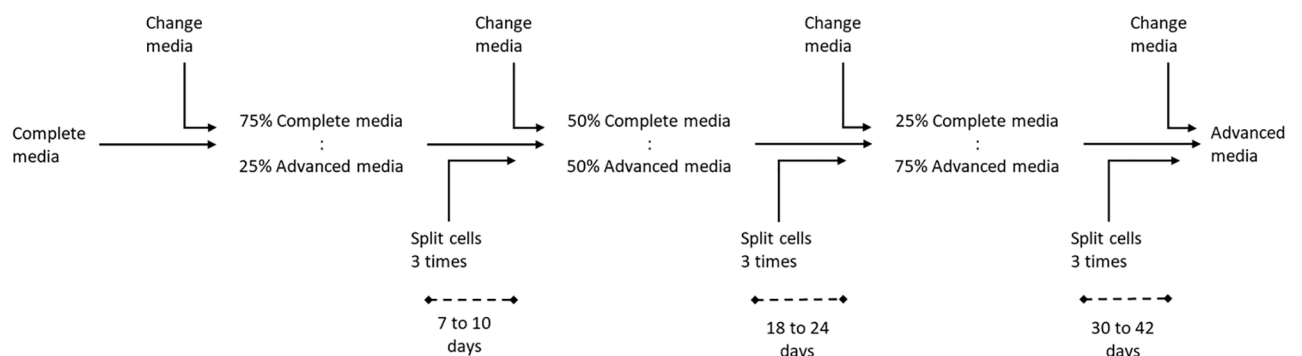 Change
media
Change
media
Change
media
Change
media
Complete
media
75% Complete media
:
25% Advanced media
50% Complete media
:
50% Advanced media
25% Complete media
:
75% Advanced media
Advanced
media
Split cells
3 times
Split cells
3 times
Split cells
3 times
7 to 10
days
18 to 24
days
30 to 42
days